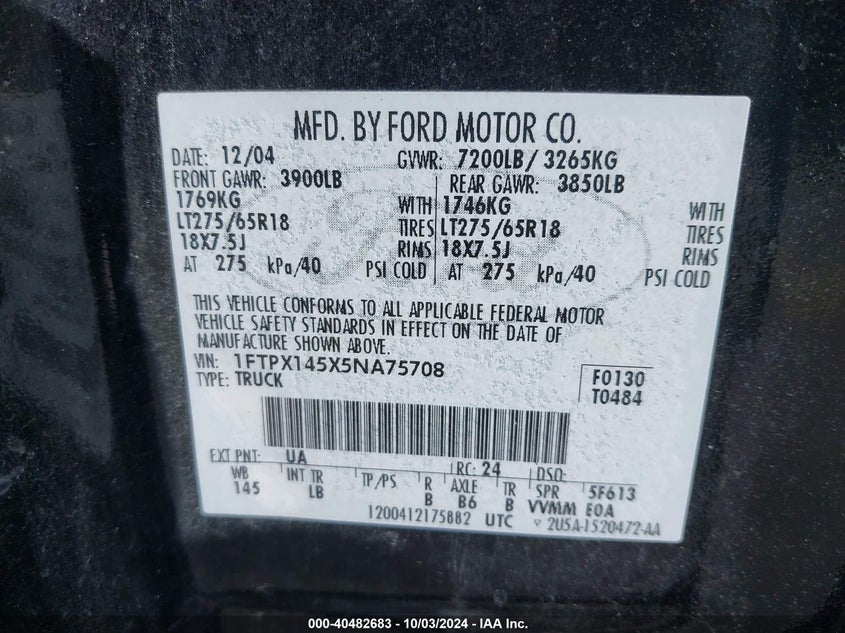 MFD. BY FORD MOTOR CO.
DATE: 12/04 GVWR: 7200LB/ 3265KG
FRONT GAWR: 3900LB REAR GAWR: 3850LB
1769KG WITH 1746KG WITH
LT275/65R18 TIRES LT275/65R18 TIRES
18X7.5J RIMS 18X7.5J RIMS
AT 275 kPa/40 PSI COLD AT 275 kPa/40 PSI COLD
THIS VEHICLE CONFORMS TO ALL APPLICABLE FEDERAL MOTOR
VEHICLE SAFETY STANDARDS IN EFFECT ON THE DATE OF
MANUFACTURE SHOWN ABOVE.
VIN: 1FTPX145X5NA75708
TYPE: TRUCK F0130
T0484
EXT PNT: UA RC: 24 DSO:
WB INT TR TP/PS R AXLE TR SPR 5F613
145 LB B B6 B VVMM EOA
1200412175882 UTC ▽ 2U5A-1520472-AA
000-40482683 - 10/03/2024 - IAA Inc.